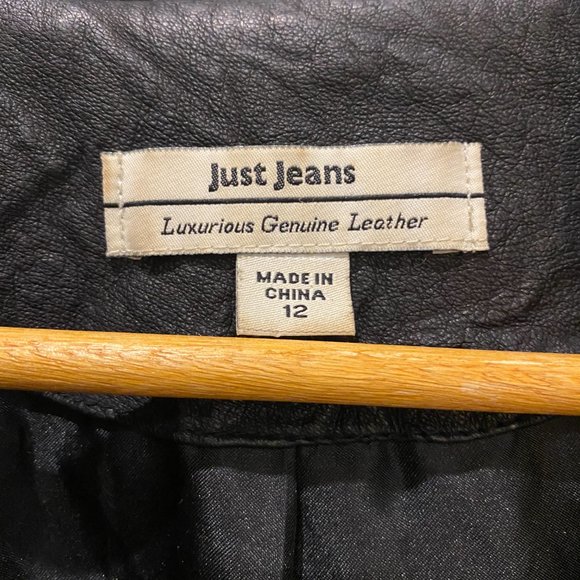 Just Jeans
Luxurious Genuine Leather
MADE IN
CHINA
12